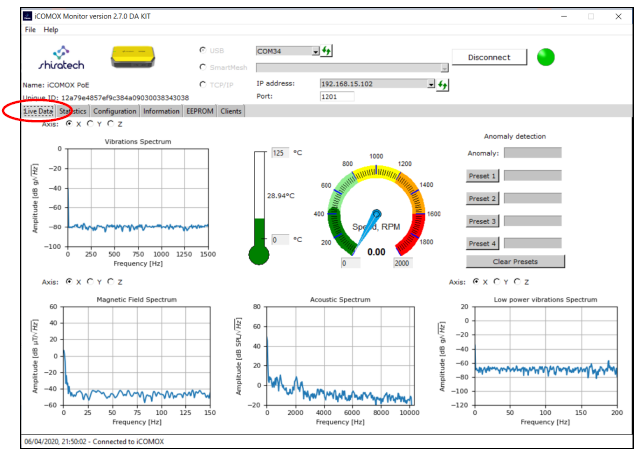 iCOMOX Monitor version 2.7.0 DA KIT
File Help
shiratech
USB
COM34
SmartMesh
Disconnect
Name: iCOMOX PoE
TCP/IP
IP address: 192.168.15.102
Unique ID: 12a79e4857ef9c384a09030038343038
Port: 1201
Live Data Statistics Configuration Information EEPROM Clients
Axis: X Y Z
Vibrations Spectrum
Amplitude [dB g/√Hz]
0
−20
−40
−60
−80
−100
0 250 500 750 1000 1250 1500
Frequency [Hz]
125 °C
28.94°C
0 °C
0 200 400 600 800 1000 1200 1400 1600 1800 2000
Speed, RPM
0.00
Anomaly detection
Anomaly:
Preset 1
Preset 2
Preset 3
Preset 4
Clear Presets
Axis: X Y Z
Magnetic Field Spectrum
Amplitude [dB μT/√Hz]
60
40
20
0
−20
−40
−60
0 25 50 75 100 125 150
Frequency [Hz]
Acoustic Spectrum
Amplitude [dB SPL/√Hz]
80
60
40
20
0
−20
2000 4000 6000 8000 10000
Frequency [Hz]
Axis: X Y Z
Low power vibrations Spectrum
Amplitude [dB g/√Hz]
20
0
−20
−40
−60
−80
−100
−120
0 50 100 150 200
Frequency [Hz]
06/04/2020, 21:50:02 - Connected to iCOMOX